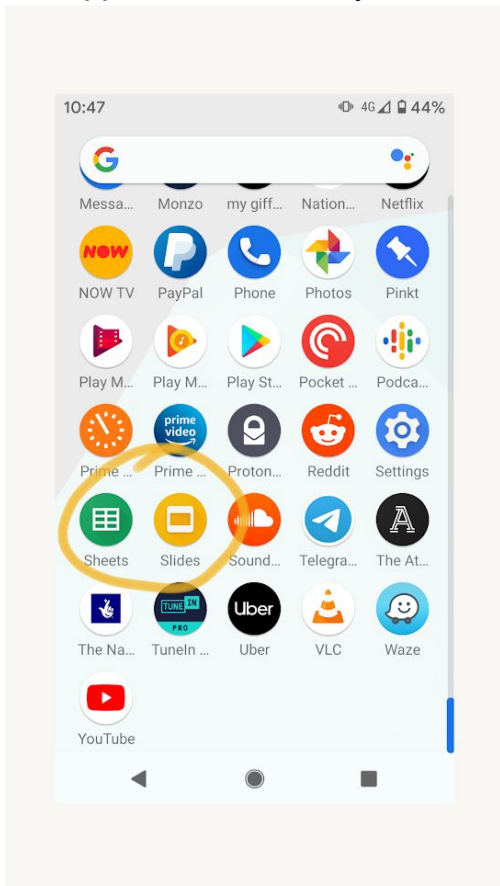 10:47 4G 44%
Messa... Monzo my giff... Nation... Netflix
NOW
NOW TV PayPal Phone Photos Pinkt
Play M... Play M... Play St... Pocket ... Podca...
prime
video
Prime ... Prime ... Proton... Reddit Settings
Sheets Slides Sound... Telegra... The At...
TUNE IN
PRO
Uber
The Na... TuneIn ... Uber VLC Waze
YouTube